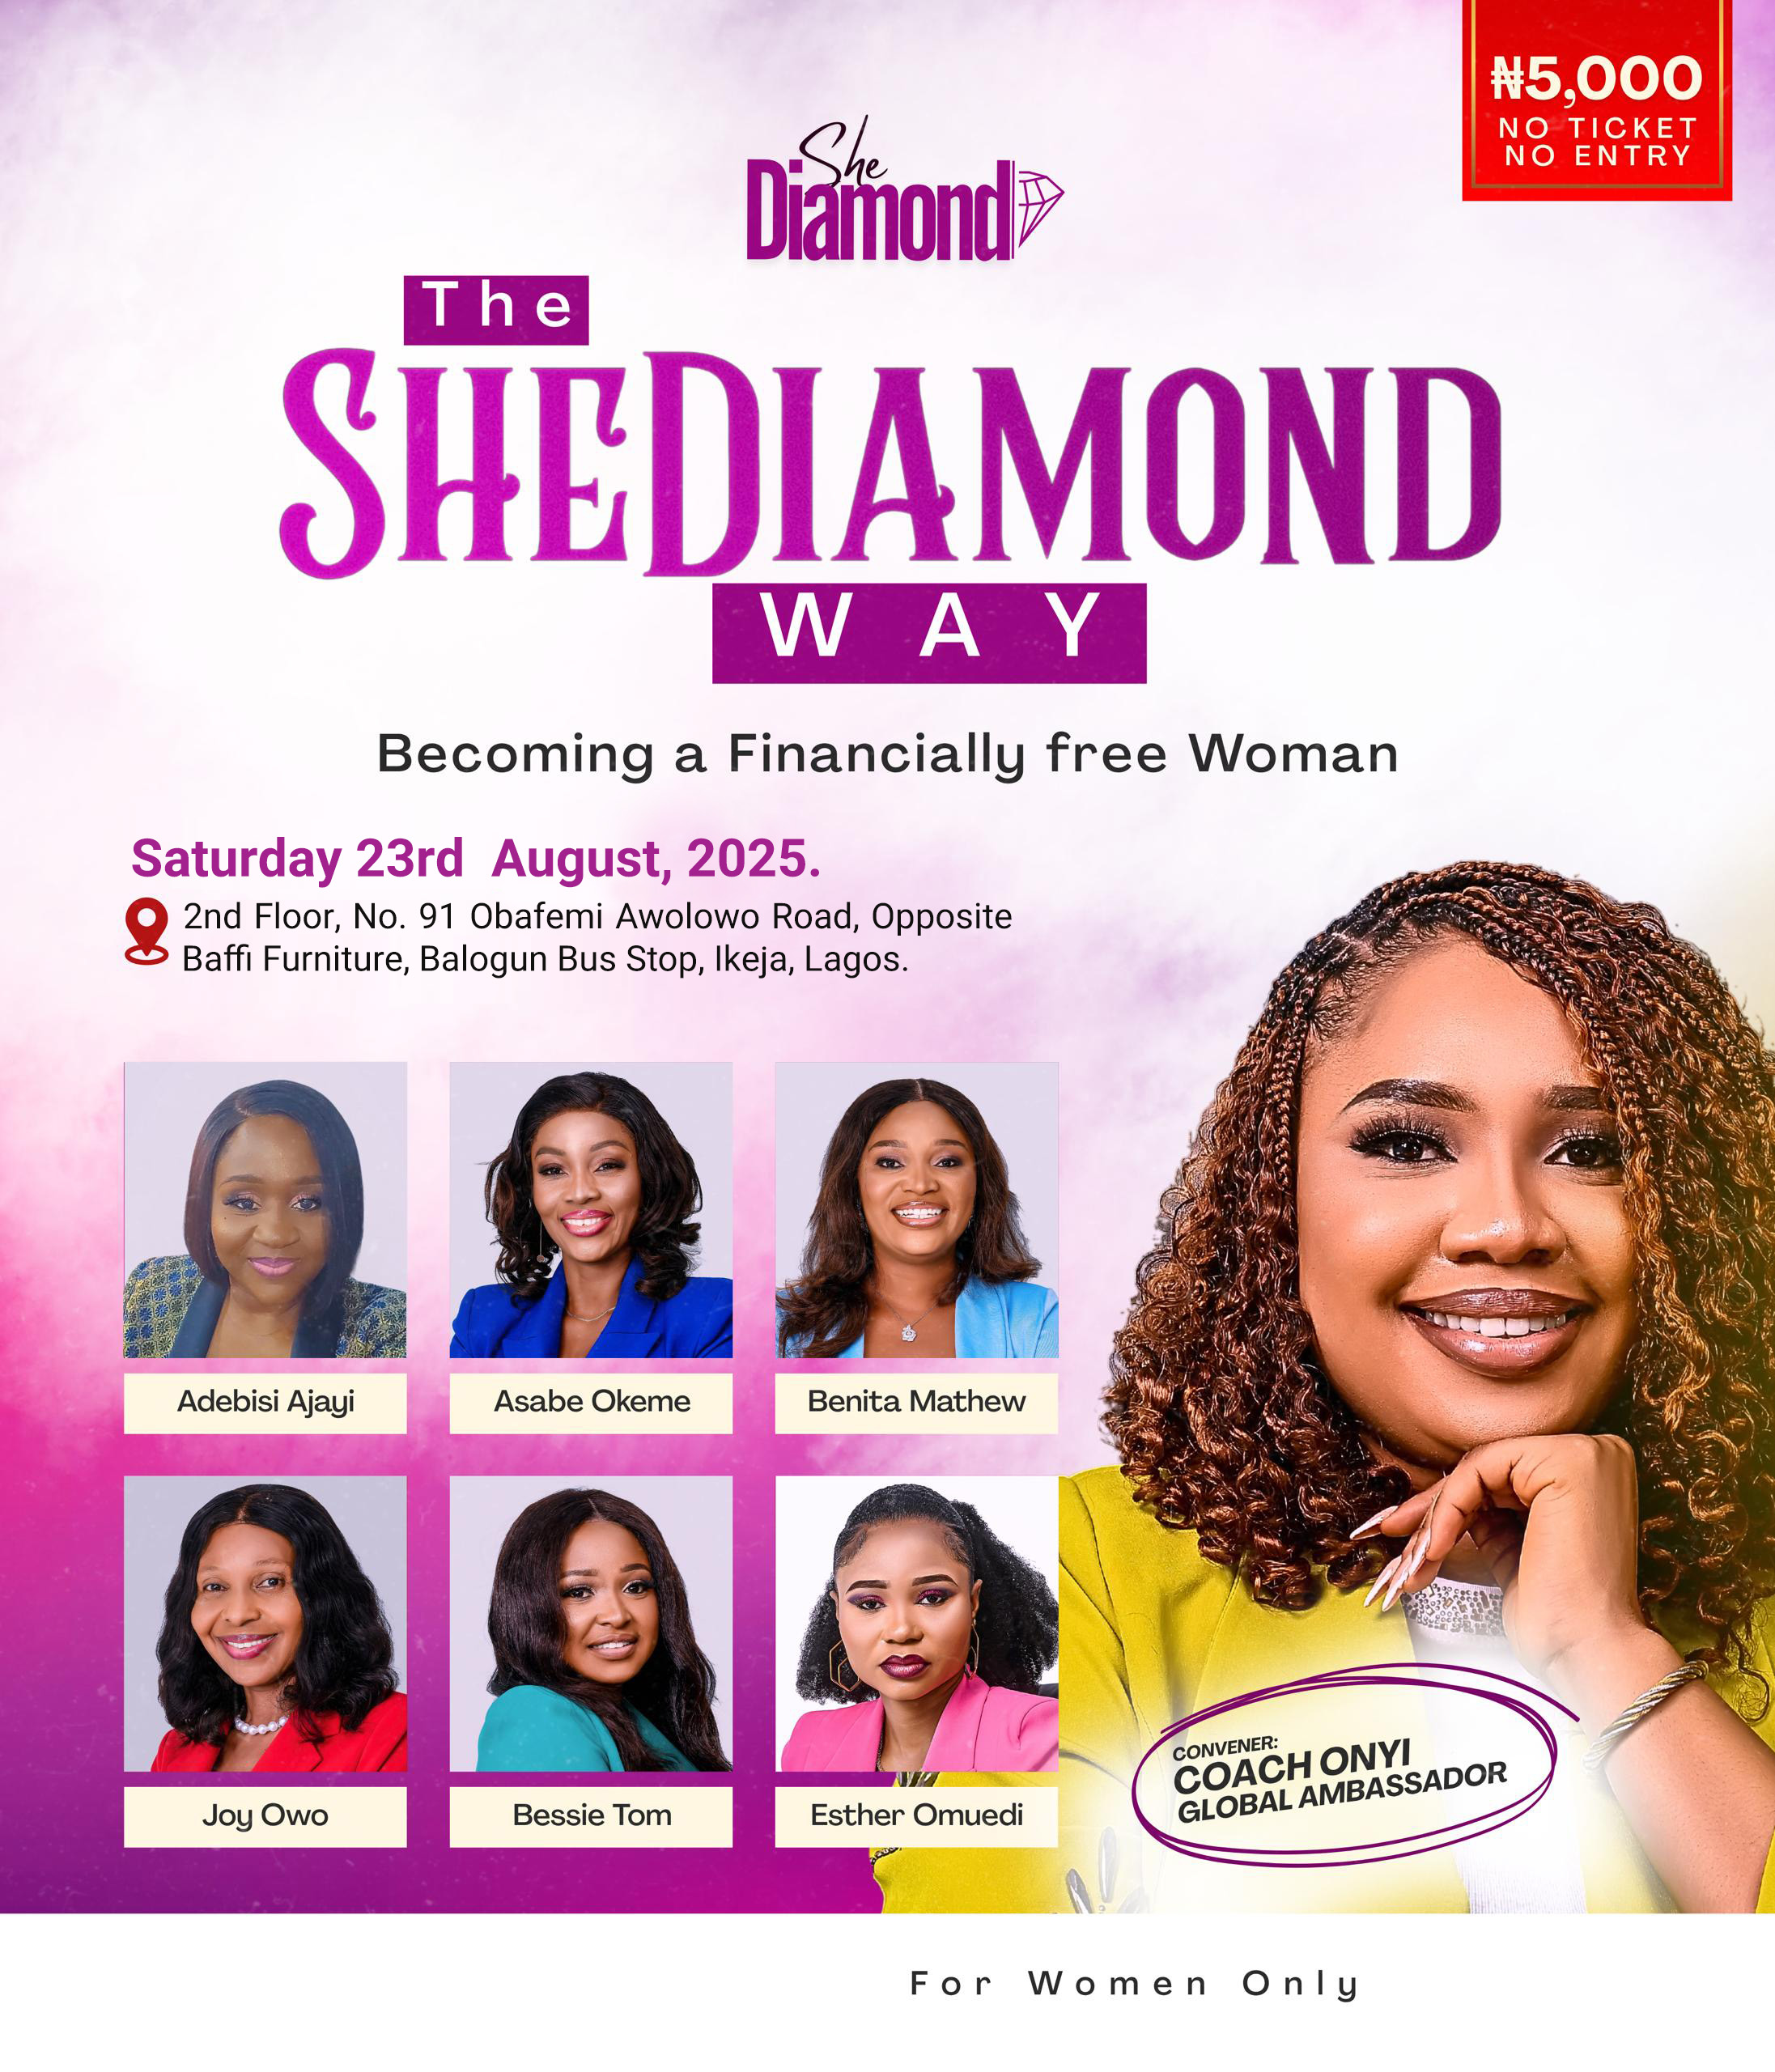 ₦5,000
NO TICKET
NO ENTRY
She
Diamond
The
SHEDIAMOND
WAY
Becoming a Financially free Woman
Saturday 23rd August, 2025.
2nd Floor, No. 91 Obafemi Awolowo Road, Opposite
Baffi Furniture, Balogun Bus Stop, Ikeja, Lagos.
Adebisi Ajayi
Asabe Okeme
Benita Mathew
Joy Owo
Bessie Tom
Esther Omuedi
CONVENER:
COACH ONYI
GLOBAL AMBASSADOR
For Women Only